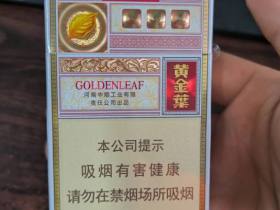 GOLDENLEAF
河南中烟工业有限
责任公司出品
黄金葉
本公司提示
吸烟有害健康
请勿在禁烟场所吸烟